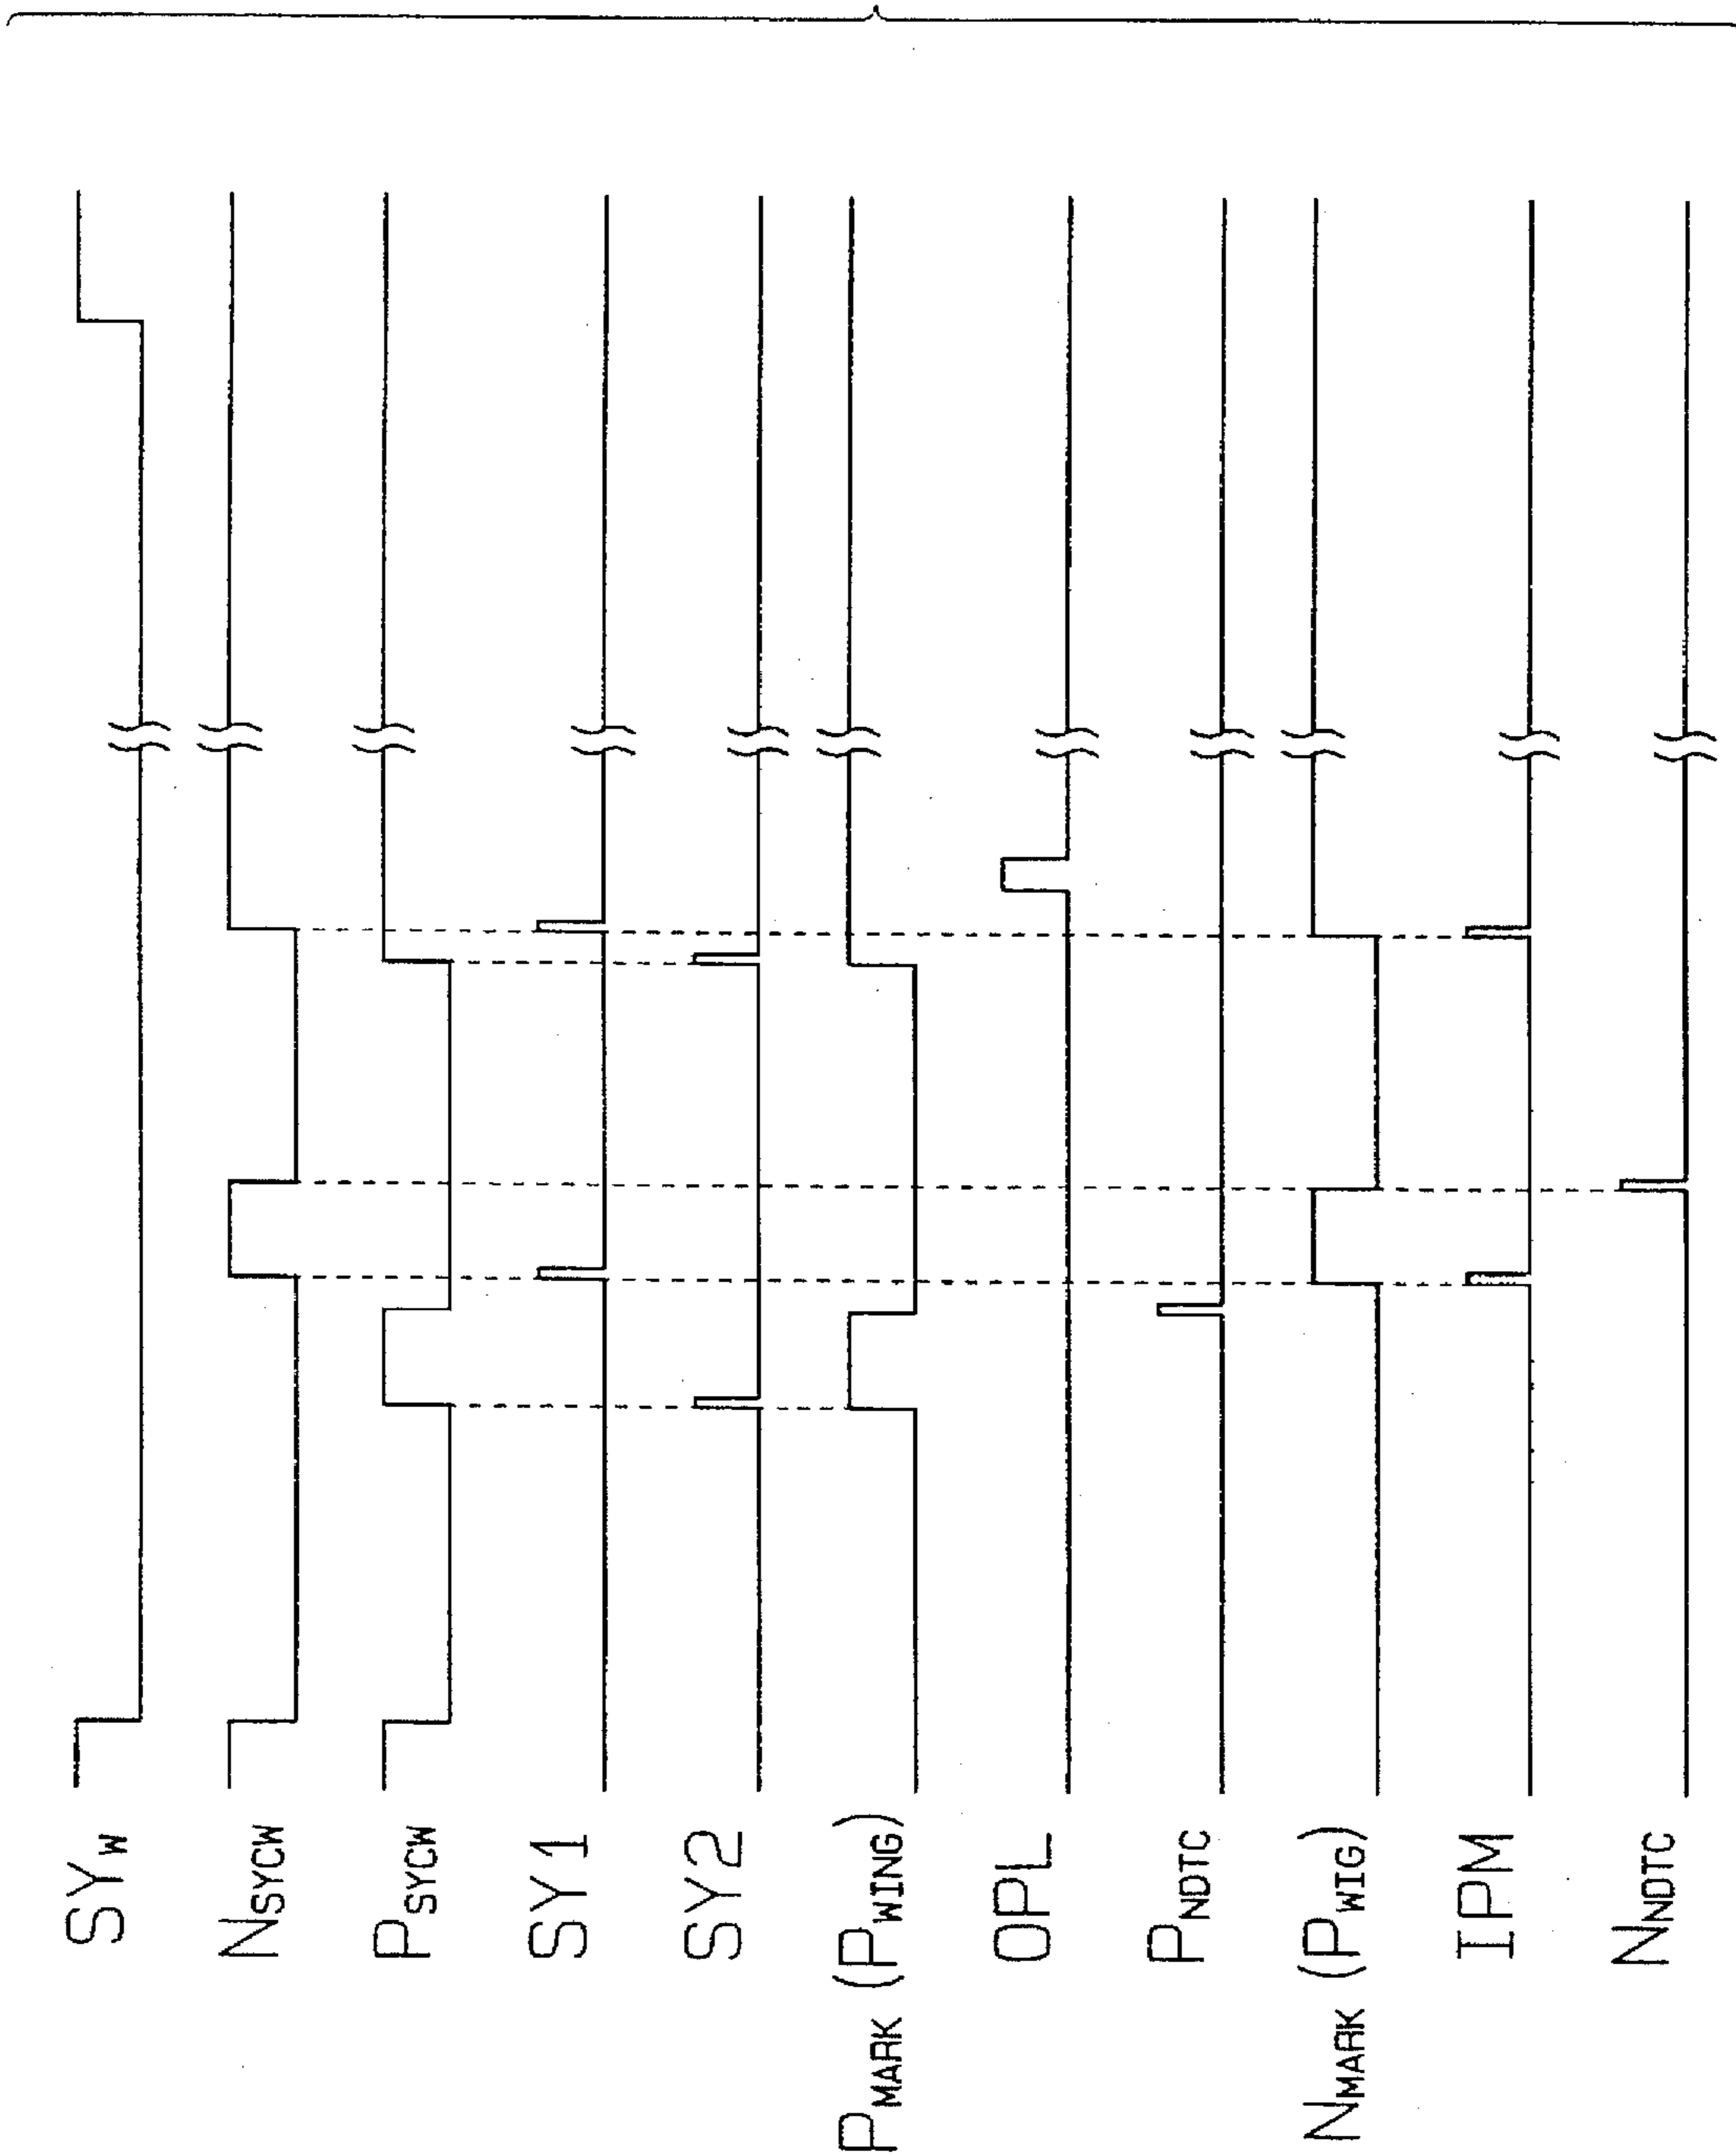 SYW
NSYCW
PSYCW
SY1
SY2
PMARK (PWING)
OPL
PNDTC
NMARK (PWIG)
IPM
NNDTC